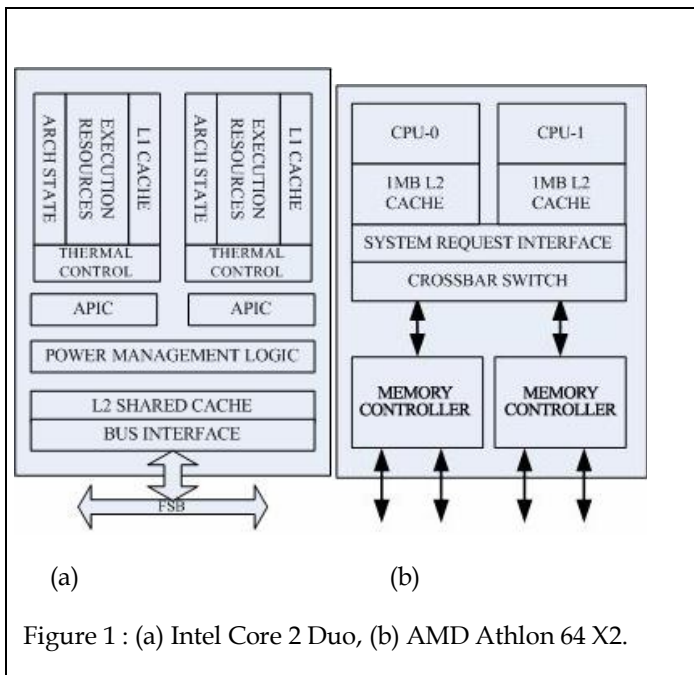 ARCH STATE
EXECUTION
RESOURCES
L1 CACHE
THERMAL
CONTROL
ARCH STATE
EXECUTION
RESOURCES
L1 CACHE
THERMAL
CONTROL
APIC
APIC
POWER MANAGEMENT LOGIC
L2 SHARED CACHE
BUS INTERFACE
FSB
CPU-0
CPU-1
1MB L2
CACHE
1MB L2
CACHE
SYSTEM REQUEST INTERFACE
CROSSBAR SWITCH
MEMORY
CONTROLLER
MEMORY
CONTROLLER
(a)
(b)
Figure 1 : (a) Intel Core 2 Duo, (b) AMD Athlon 64 X2.